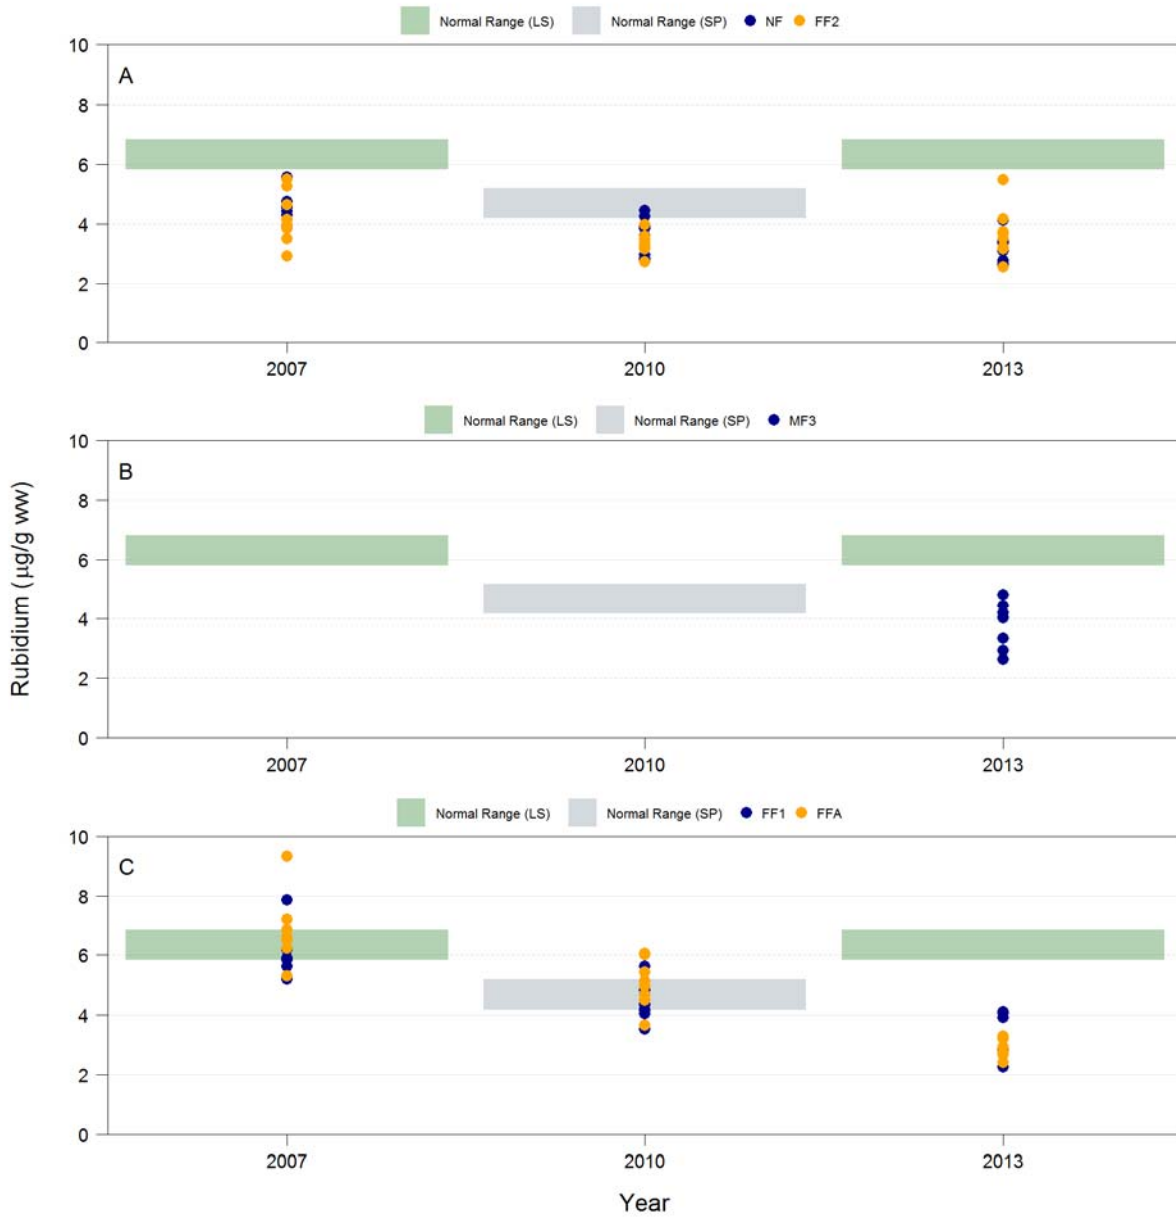 Normal Range (LS) Normal Range (SP) NF FF2
10
A
8
6
4
2
0
2007 2010 2013
Normal Range (LS) Normal Range (SP) MF3
10
B
8
6
4
2
0
2007 2010 2013
Rubidium (μg/g ww)
Normal Range (LS) Normal Range (SP) FF1 FFA
10
C
8
6
4
2
0
2007 2010 2013
Year